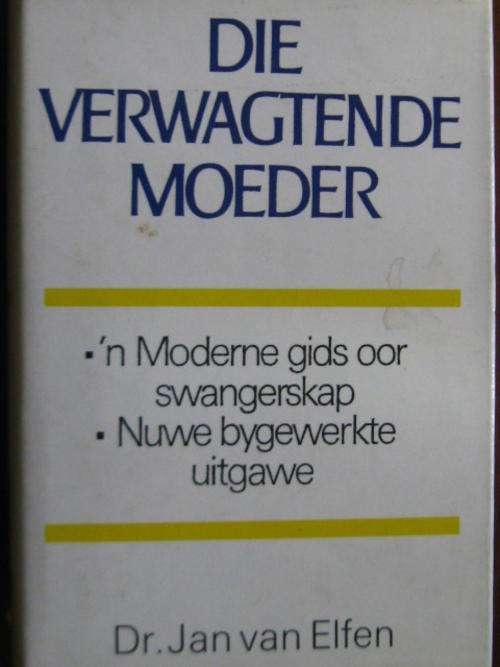 DIE
VERWAGTENDE
MOEDER
▪ 'n Moderne gids oor
swangerskap
▪ Nuwe bygewerkte
uitgawe
Dr. Jan van Elfen